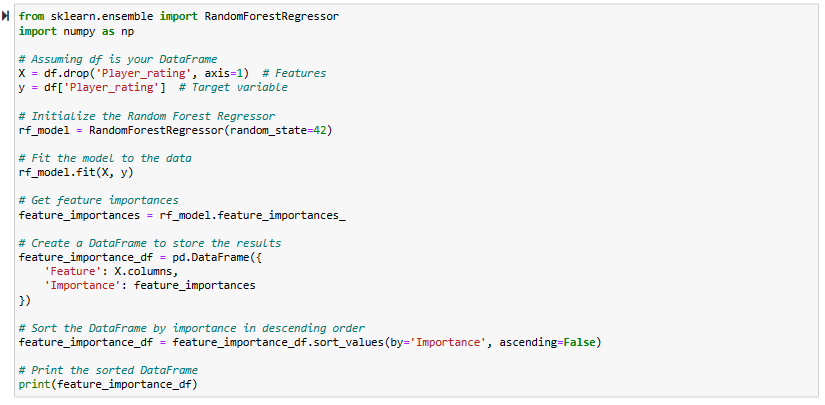 from sklearn.ensemble import RandomForestRegressor
import numpy as np
# Assuming df is your DataFrame
X = df.drop('Player_rating', axis=1)  # Features
y = df['Player_rating']  # Target variable
# Initialize the Random Forest Regressor
rf_model = RandomForestRegressor(random_state=42)
# Fit the model to the data
rf_model.fit(X, y)
# Get feature importances
feature_importances = rf_model.feature_importances_
# Create a DataFrame to store the results
feature_importance_df = pd.DataFrame({
    'Feature': X.columns,
    'Importance': feature_importances
})
# Sort the DataFrame by importance in descending order
feature_importance_df = feature_importance_df.sort_values(by='Importance', ascending=False)
# Print the sorted DataFrame
print(feature_importance_df)